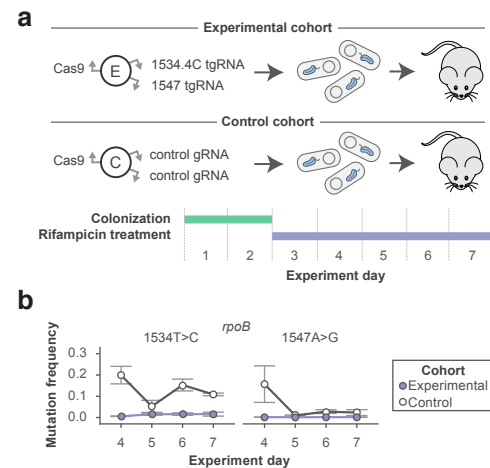 a
Experimental cohort
Cas9 E 1534.4C tgRNA
1547 tgRNA
Control cohort
Cas9 C control gRNA
control gRNA
Colonization
Rifampicin treatment
1 2 3 4 5 6 7
Experiment day
b
rpoB
1534T>C 1547A>G
Mutation frequency
0.3
0.2
0.1
0.0
4 5 6 7 4 5 6 7
Experiment day
Cohort
Experimental
Control